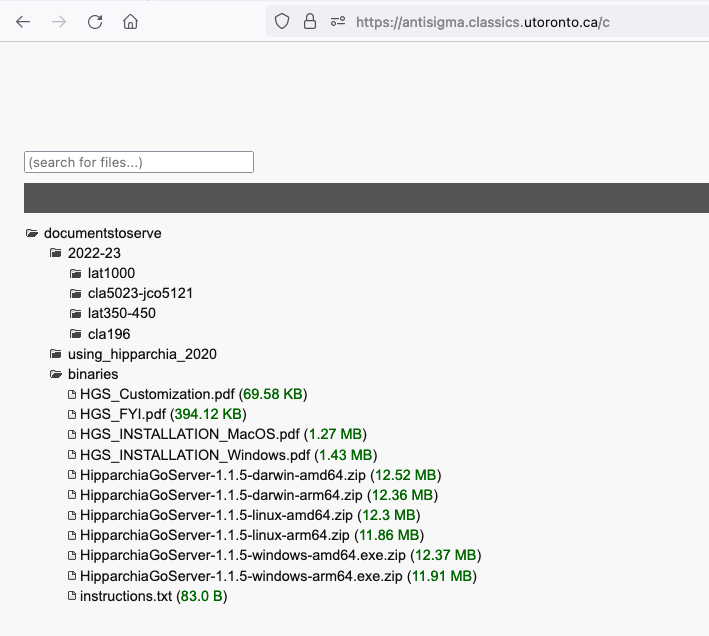 https://antisigma.classics.utoronto.ca/c
(search for files...)
documentstoserve
2022-23
lat1000
cla5023-jco5121
lat350-450
cla196
using_hipparchia_2020
binaries
HGS_Customization.pdf (69.58 KB)
HGS_FYI.pdf (394.12 KB)
HGS_INSTALLATION_MacOS.pdf (1.27 MB)
HGS_INSTALLATION_Windows.pdf (1.43 MB)
HipparchiaGoServer-1.1.5-darwin-amd64.zip (12.52 MB)
HipparchiaGoServer-1.1.5-darwin-arm64.zip (12.36 MB)
HipparchiaGoServer-1.1.5-linux-amd64.zip (12.3 MB)
HipparchiaGoServer-1.1.5-linux-arm64.zip (11.86 MB)
HipparchiaGoServer-1.1.5-windows-amd64.exe.zip (12.37 MB)
HipparchiaGoServer-1.1.5-windows-arm64.exe.zip (11.91 MB)
instructions.txt (83.0 B)